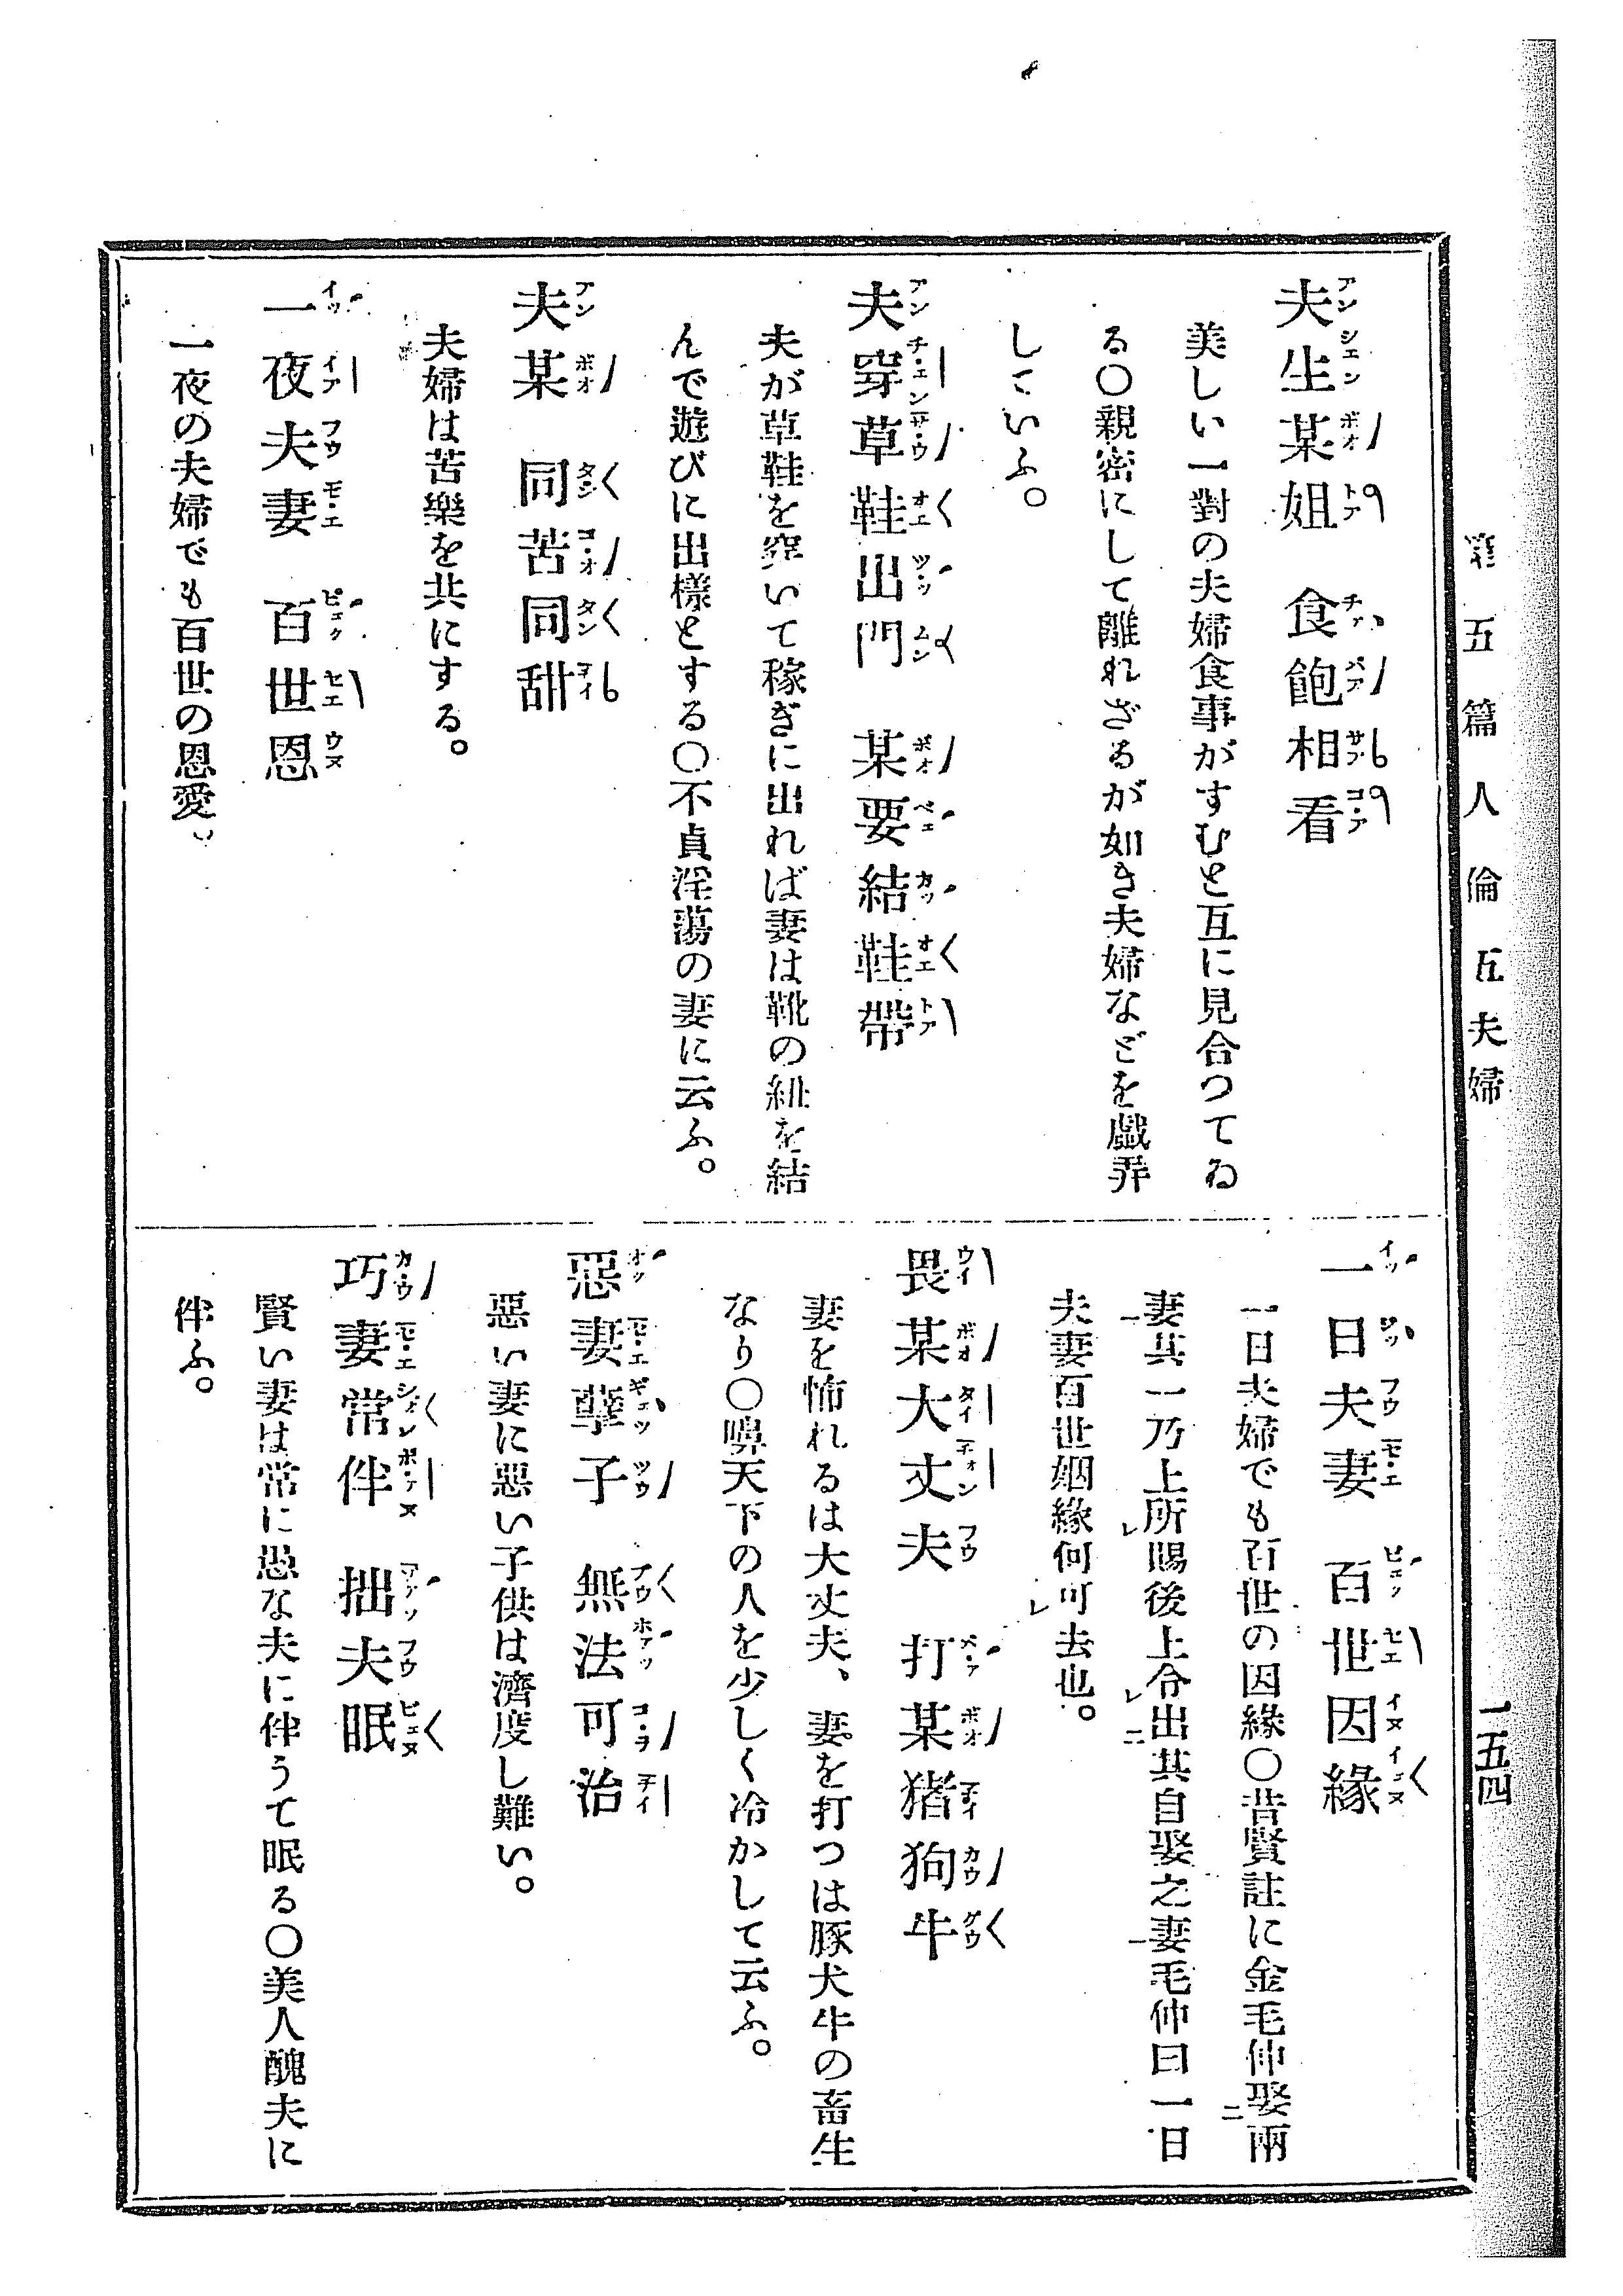 第五篇 人倫 五夫婦
一五四
夫生某姐 食飽相看
美しい一對の夫婦食事がすむと互に見合つてゐ
る〇親密にして離れざるが如き夫婦などを戲弄
していふ。
夫穿草鞋出門 某要結鞋帶
夫が草鞋を穿いて稼ぎに出れば妻は靴の紐を結
んで遊びに出樣とする〇不貞淫蕩の妻に云ふ。
夫某 同苦同甜
夫婦は苦樂を共にする。
一夜夫妻 百世恩
一夜の夫婦でも百世の恩愛。
一日夫妻 百世因緣
一日夫婦でも百世の因緣〇昔賢註に金毛仲娶兩
妻其一乃上所賜後上令出其自娶之妻毛仲曰一日
夫妻百世姻緣何可去也。
畏某大丈夫 打某猪狗牛
妻を怖れるは大丈夫、妻を打つは豚犬牛の畜生
なり〇嚊天下の人を少しく冷かして云ふ。
惡妻孽子 無法可治
惡い妻に惡い子供は濟度し難い。
巧妻常伴 拙夫眠
賢い妻は常に愚な夫に伴うて眠る〇美人醜夫に
伴ふ。